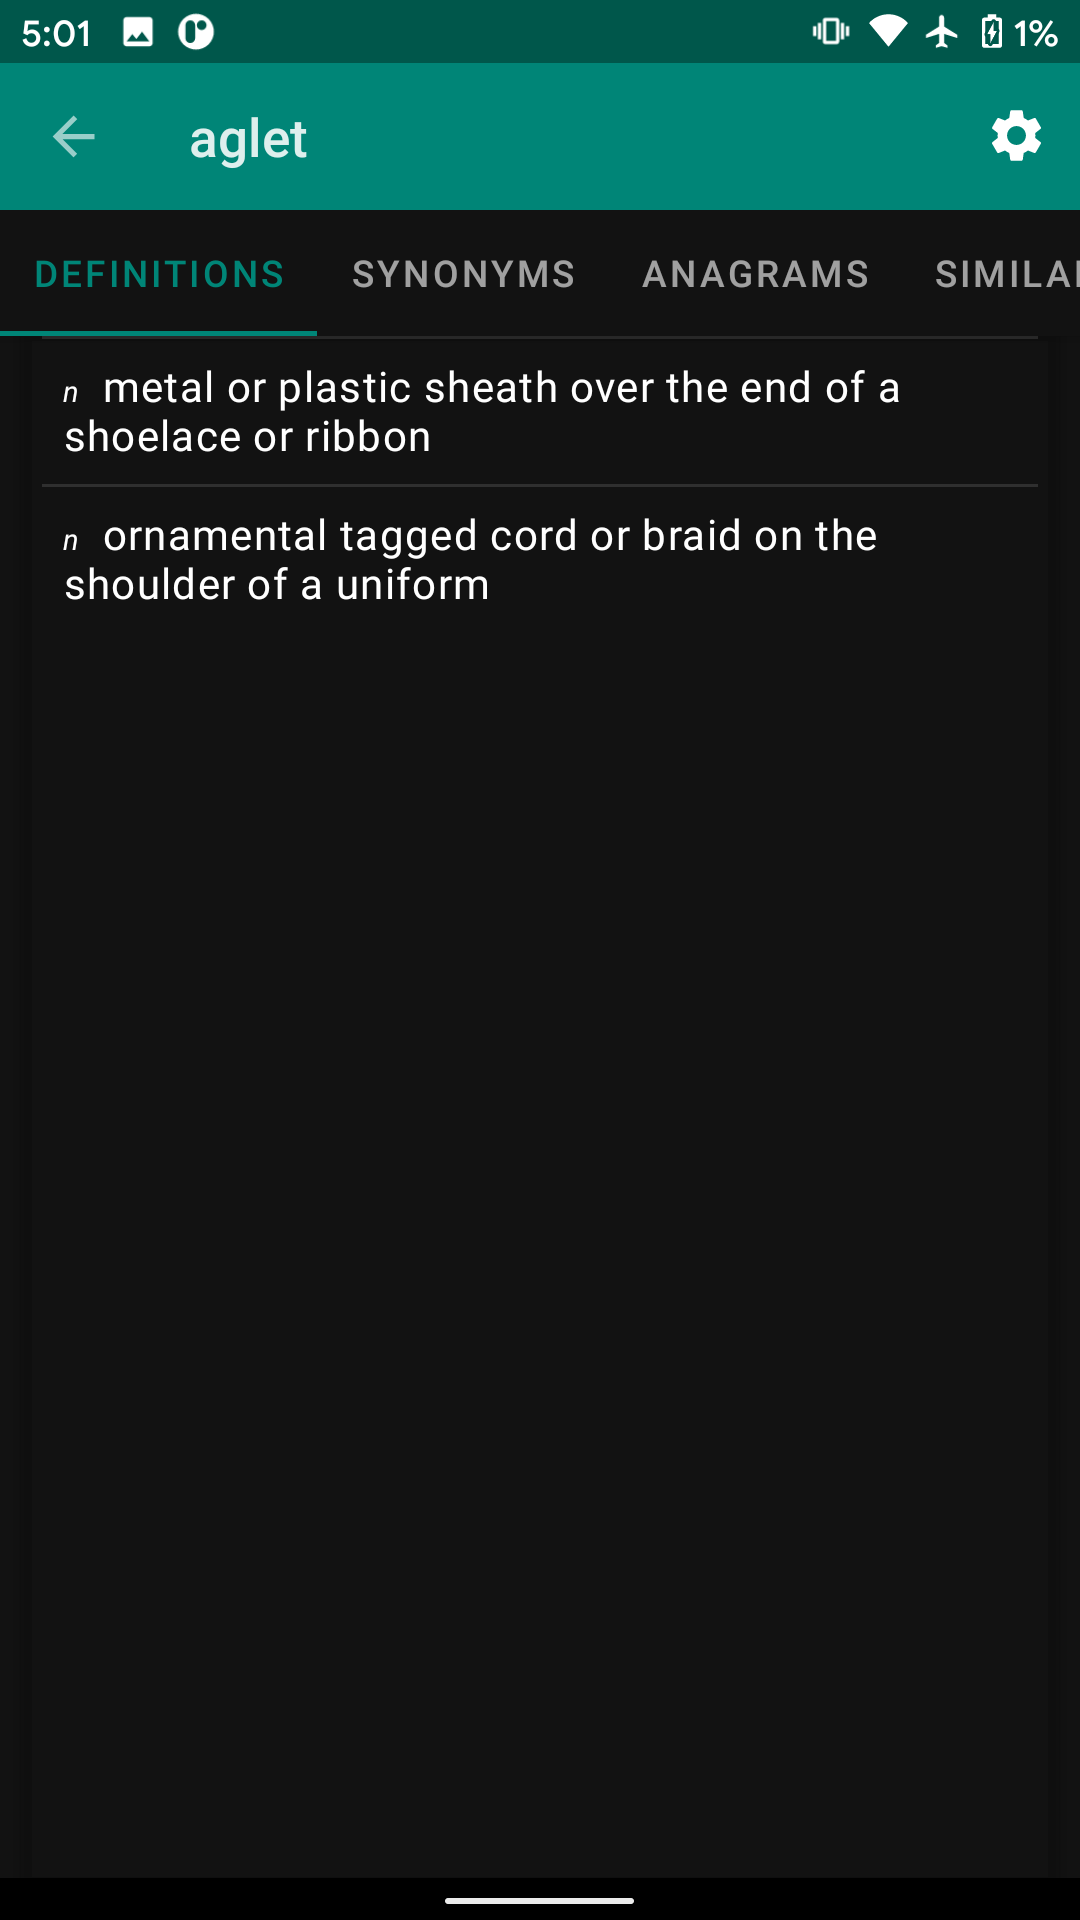 5:01 1%
aglet
DEFINITIONS SYNONYMS ANAGRAMS SIMILA
n metal or plastic sheath over the end of a
shoelace or ribbon
n ornamental tagged cord or braid on the
shoulder of a uniform